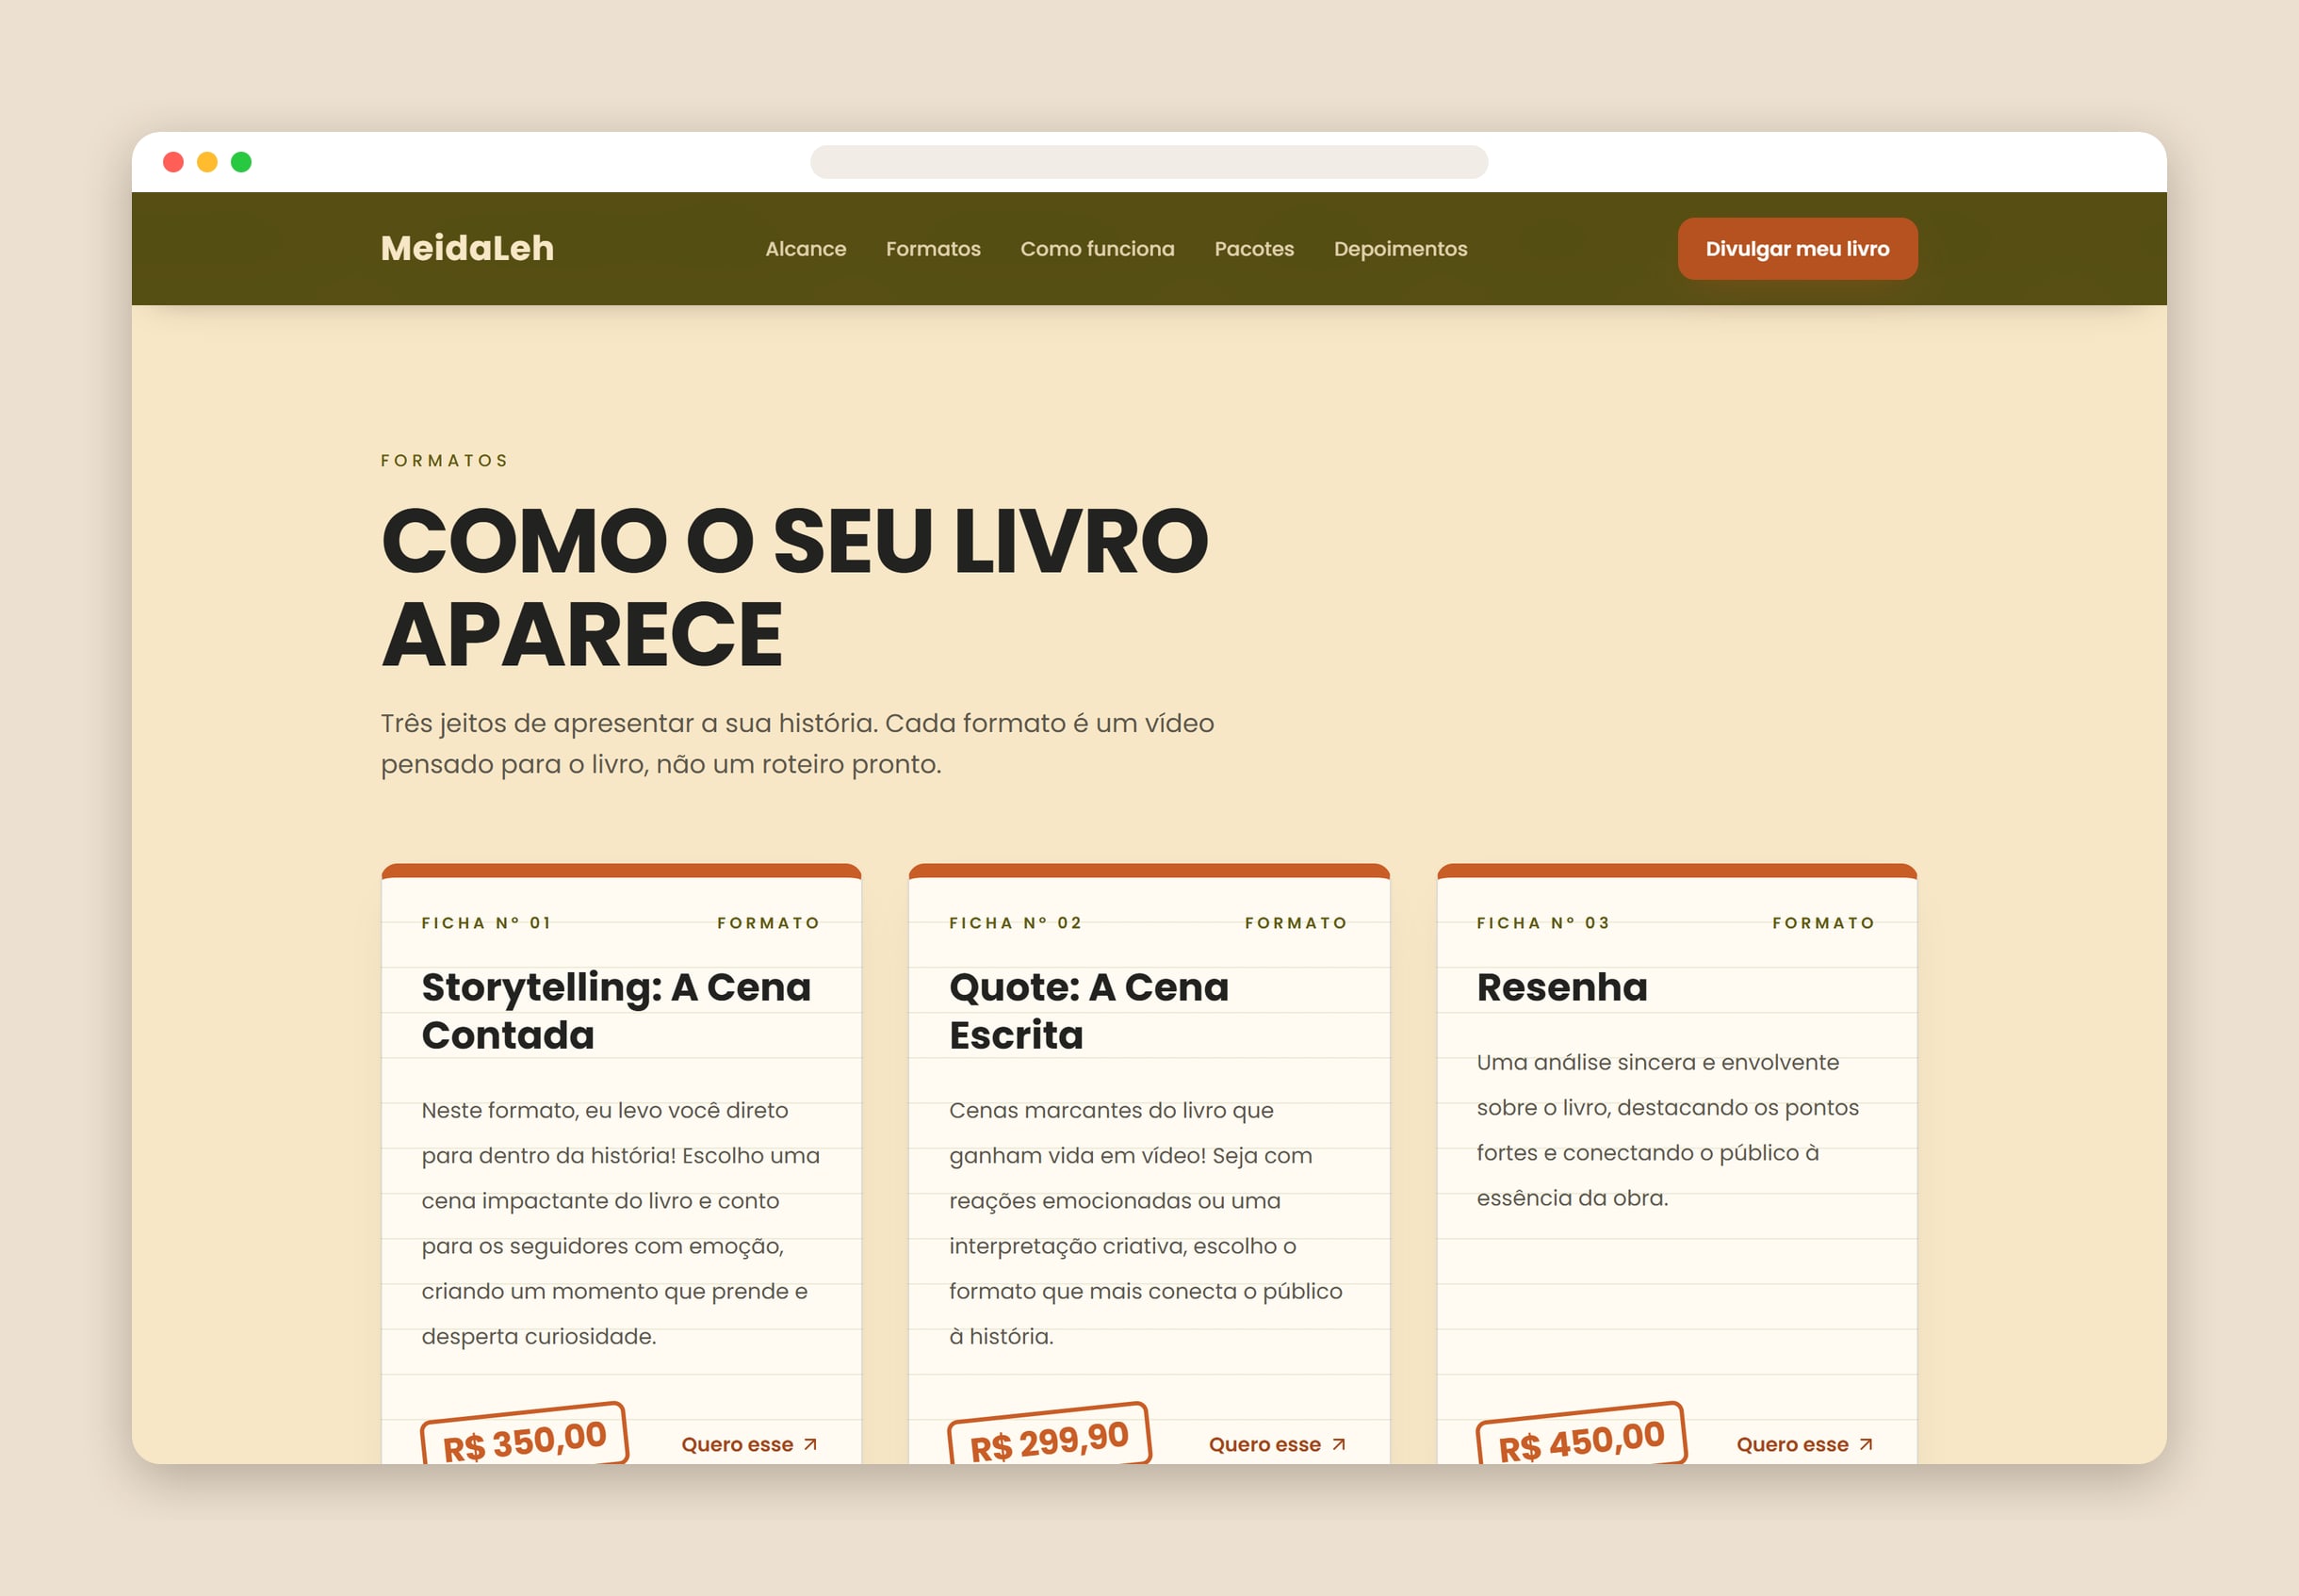 MeidaLeh
Alcance
Formatos
Como funciona
Pacotes
Depoimentos
Divulgar meu livro
FORMATOS
COMO O SEU LIVRO
APARECE
Três jeitos de apresentar a sua história. Cada formato é um vídeo
pensado para o livro, não um roteiro pronto.
FICHA Nº 01
FORMATO
Storytelling: A Cena
Contada
Neste formato, eu levo você direto
para dentro da história! Escolho uma
cena impactante do livro e conto
para os seguidores com emoção,
criando um momento que prende e
desperta curiosidade.
R$ 350,00
Quero esse ↗
FICHA Nº 02
FORMATO
Quote: A Cena
Escrita
Cenas marcantes do livro que
ganham vida em vídeo! Seja com
reações emocionadas ou uma
interpretação criativa, escolho o
formato que mais conecta o público
à história.
R$ 299,90
Quero esse ↗
FICHA Nº 03
FORMATO
Resenha
Uma análise sincera e envolvente
sobre o livro, destacando os pontos
fortes e conectando o público à
essência da obra.
R$ 450,00
Quero esse ↗